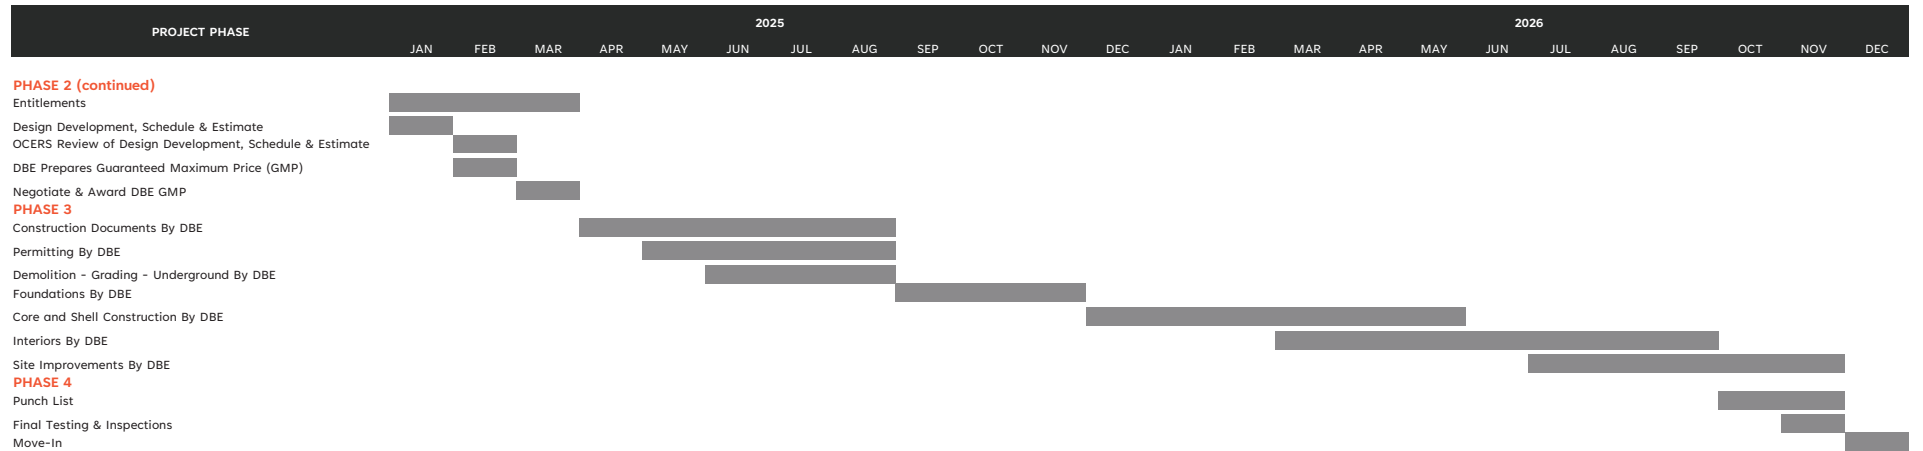 PROJECT PHASE
2025
2026
JAN FEB MAR APR MAY JUN JUL AUG SEP OCT NOV DEC JAN FEB MAR APR MAY JUN JUL AUG SEP OCT NOV DEC
PHASE 2 (continued)
Entitlements
Design Development, Schedule & Estimate
OCERS Review of Design Development, Schedule & Estimate
DBE Prepares Guaranteed Maximum Price (GMP)
Negotiate & Award DBE GMP
PHASE 3
Construction Documents By DBE
Permitting By DBE
Demolition - Grading - Underground By DBE
Foundations By DBE
Core and Shell Construction By DBE
Interiors By DBE
Site Improvements By DBE
PHASE 4
Punch List
Final Testing & Inspections
Move-In